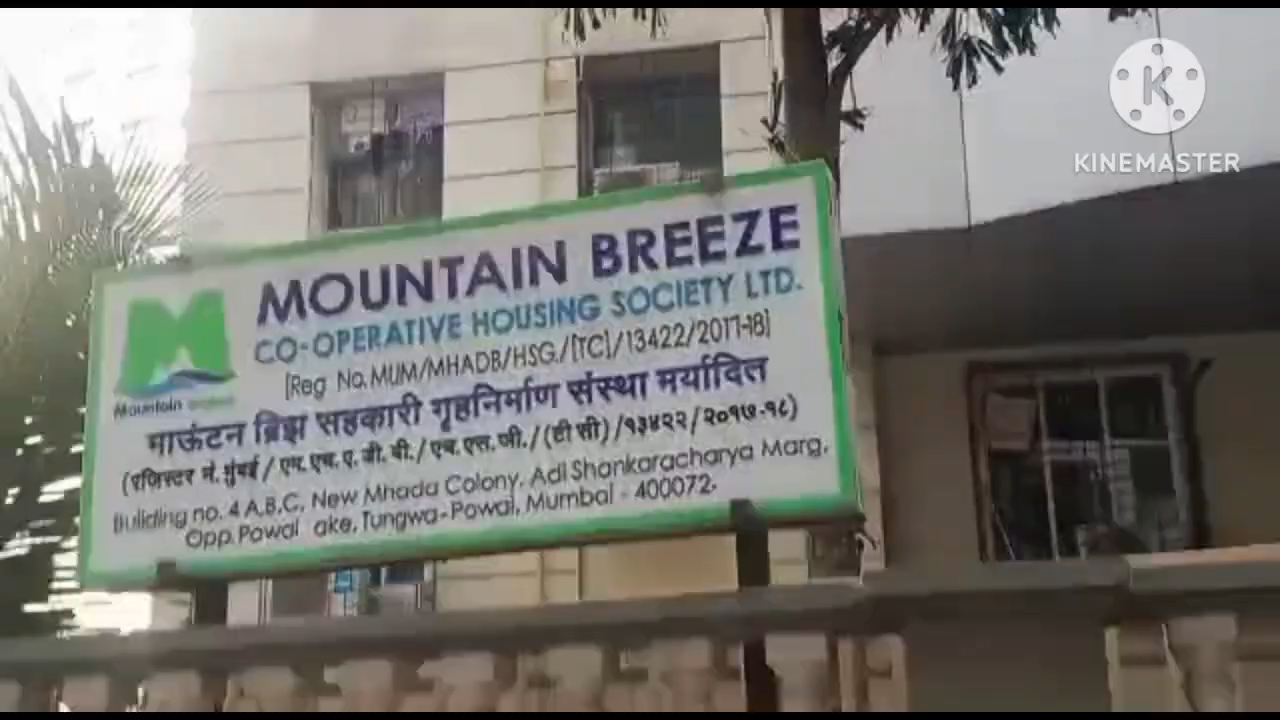 K
KINEMASTER
MOUNTAIN BREEZE
CO-OPERATIVE HOUSING SOCIETY LTD.
[Reg No. MUM/MHADB/HSG./[TC]/13422/2017-18]
माऊंटन ब्रिझ सहकारी गृहनिर्माण संस्था मर्यादित
(रजिस्टर नं. मुंबई / एम. एच. ए. डी. बी. / एच. एस. जी. / (टी सी) /१३४२२ /२०१७-१८)
Building no. 4 A,B,C, New Mhada Colony, Adi Shankaracharya Marg,
Opp. Powai ake, Tungwa-Powai, Mumbai - 400072.
Mountain